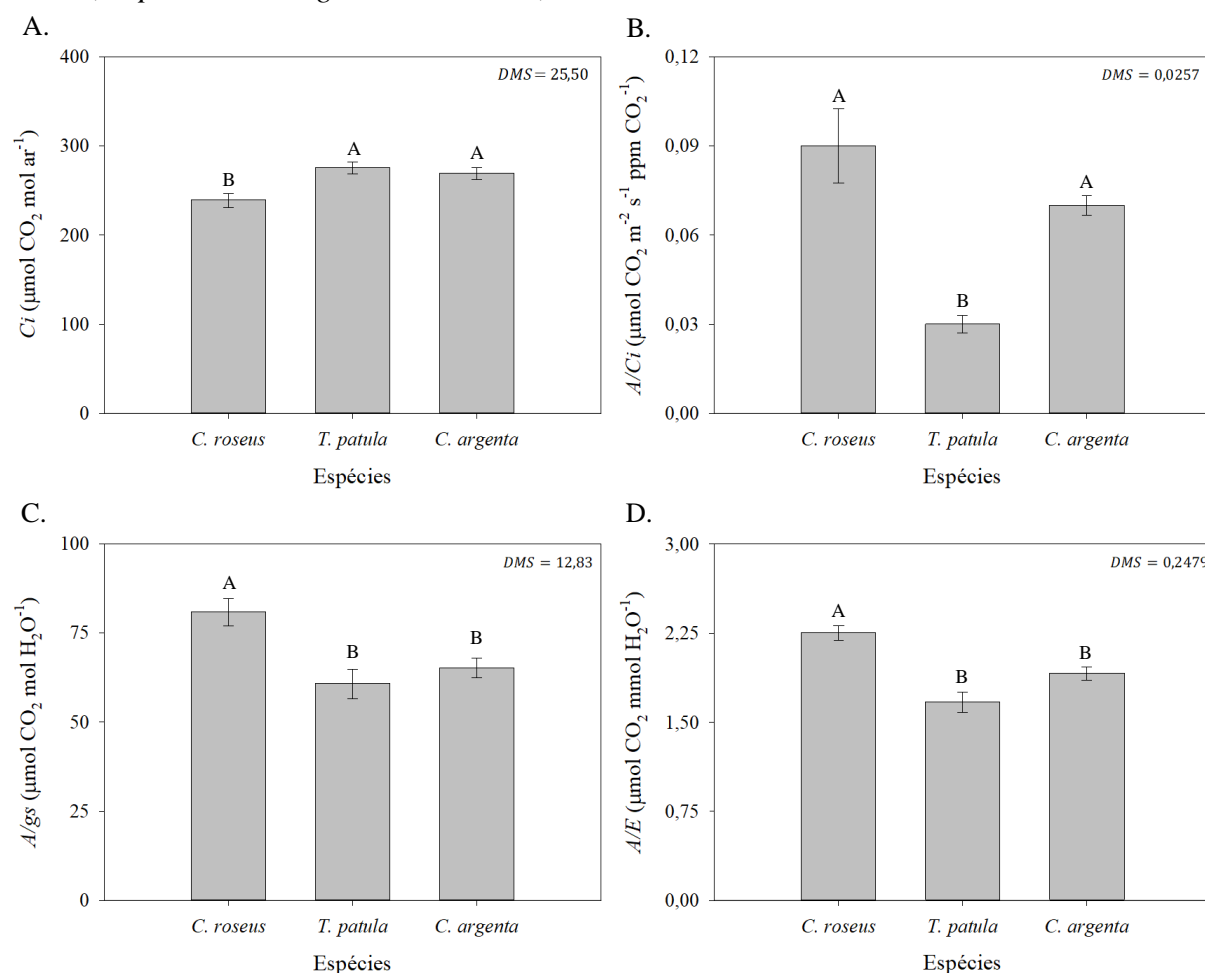 A.
400
300
200
100
0
Ci (μmol CO₂ mol ar⁻¹)
DMS = 25,50
B
A
A
C. roseus T. patula C. argenta
Espécies
B.
0,12
0,09
0,06
0,03
0,00
A/Ci (μmol CO₂ m⁻² s⁻¹ ppm CO₂⁻¹)
DMS = 0,0257
A
B
A
C. roseus T. patula C. argenta
Espécies
C.
100
75
50
25
0
A/gs (μmol CO₂ mol H₂O⁻¹)
DMS = 12,83
A
B
B
C. roseus T. patula C. argenta
Espécies
D.
3,00
2,25
1,50
0,75
0,00
A/E (μmol CO₂ mmol H₂O⁻¹)
DMS = 0,2479
A
B
B
C. roseus T. patula C. argenta
Espécies